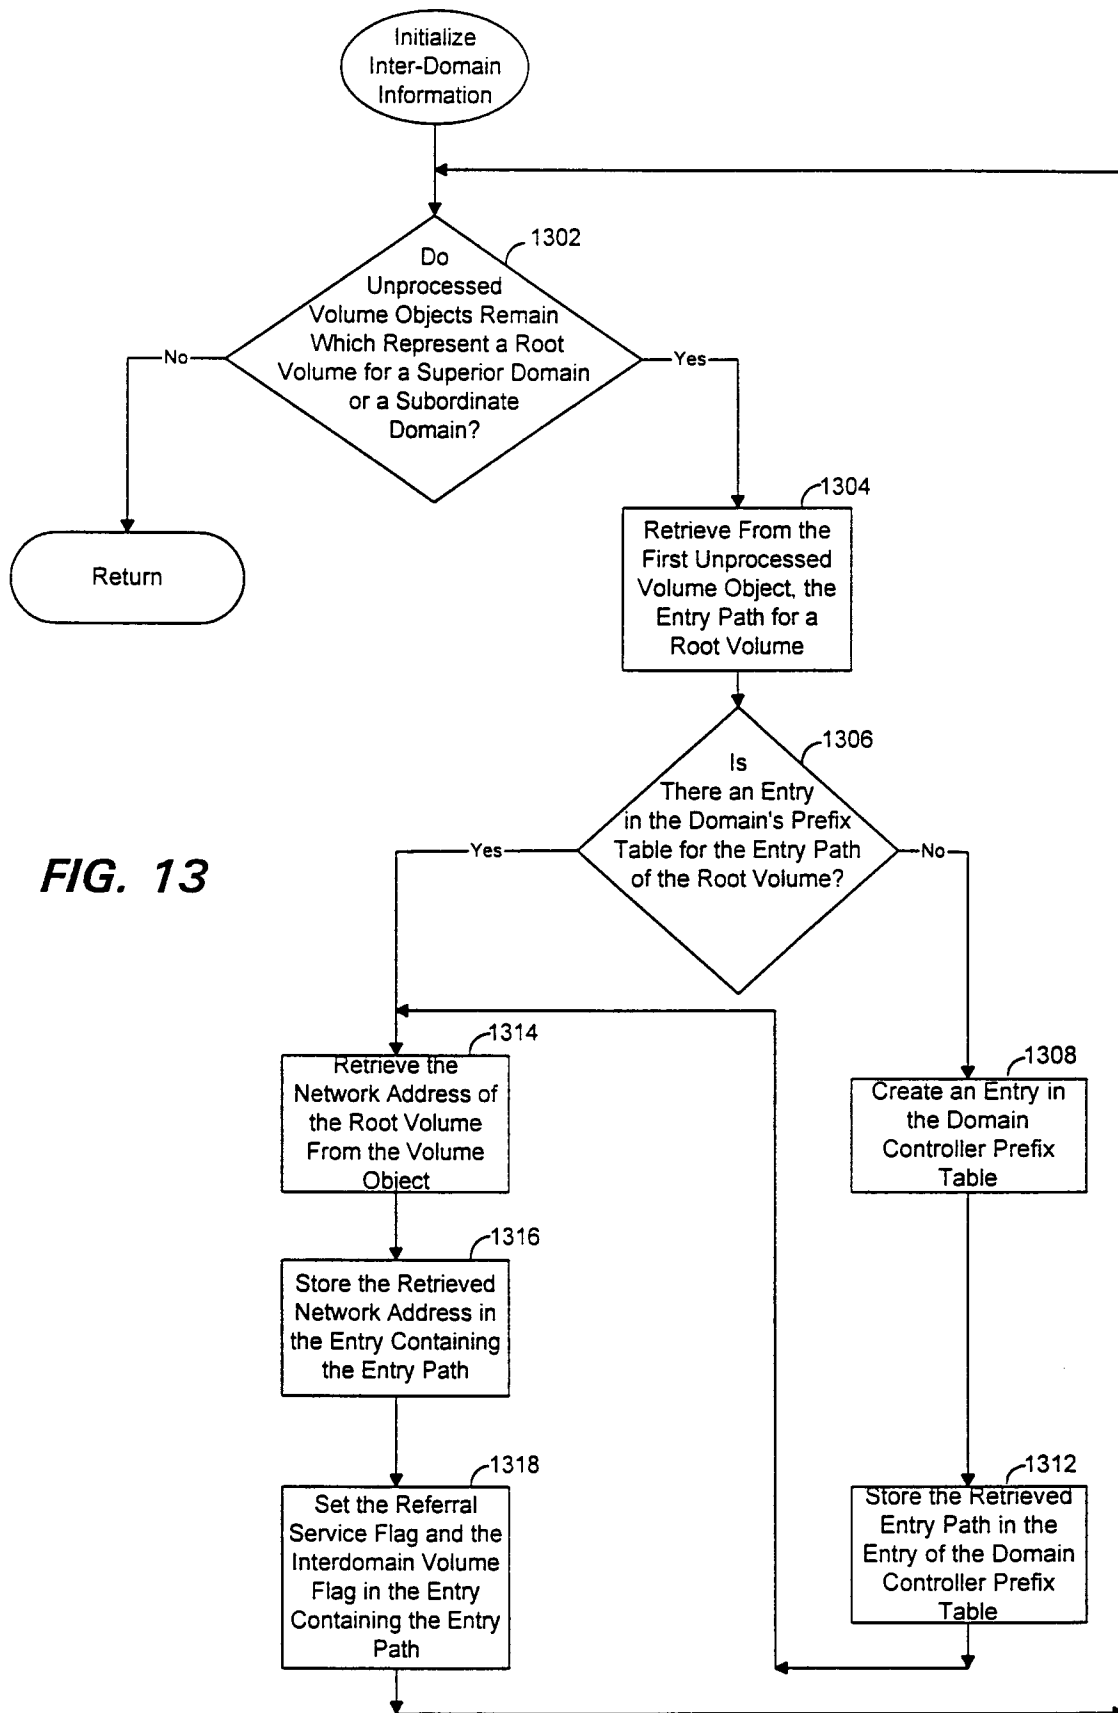 Initialize
Inter-Domain
Information
1302
Do
Unprocessed
Volume Objects Remain
Which Represent a Root
Volume for a Superior Domain
or a Subordinate
Domain?
No
Yes
Return
1304
Retrieve From the
First Unprocessed
Volume Object, the
Entry Path for a
Root Volume
1306
Is
There an Entry
in the Domain's Prefix
Table for the Entry Path
of the Root Volume?
Yes
No
FIG. 13
1314
Retrieve the
Network Address of
the Root Volume
From the Volume
Object
1308
Create an Entry in
the Domain
Controller Prefix
Table
1316
Store the Retrieved
Network Address in
the Entry Containing
the Entry Path
1318
Set the Referral
Service Flag and the
Interdomain Volume
Flag in the Entry
Containing the Entry
Path
1312
Store the Retrieved
Entry Path in the
Entry of the Domain
Controller Prefix
Table